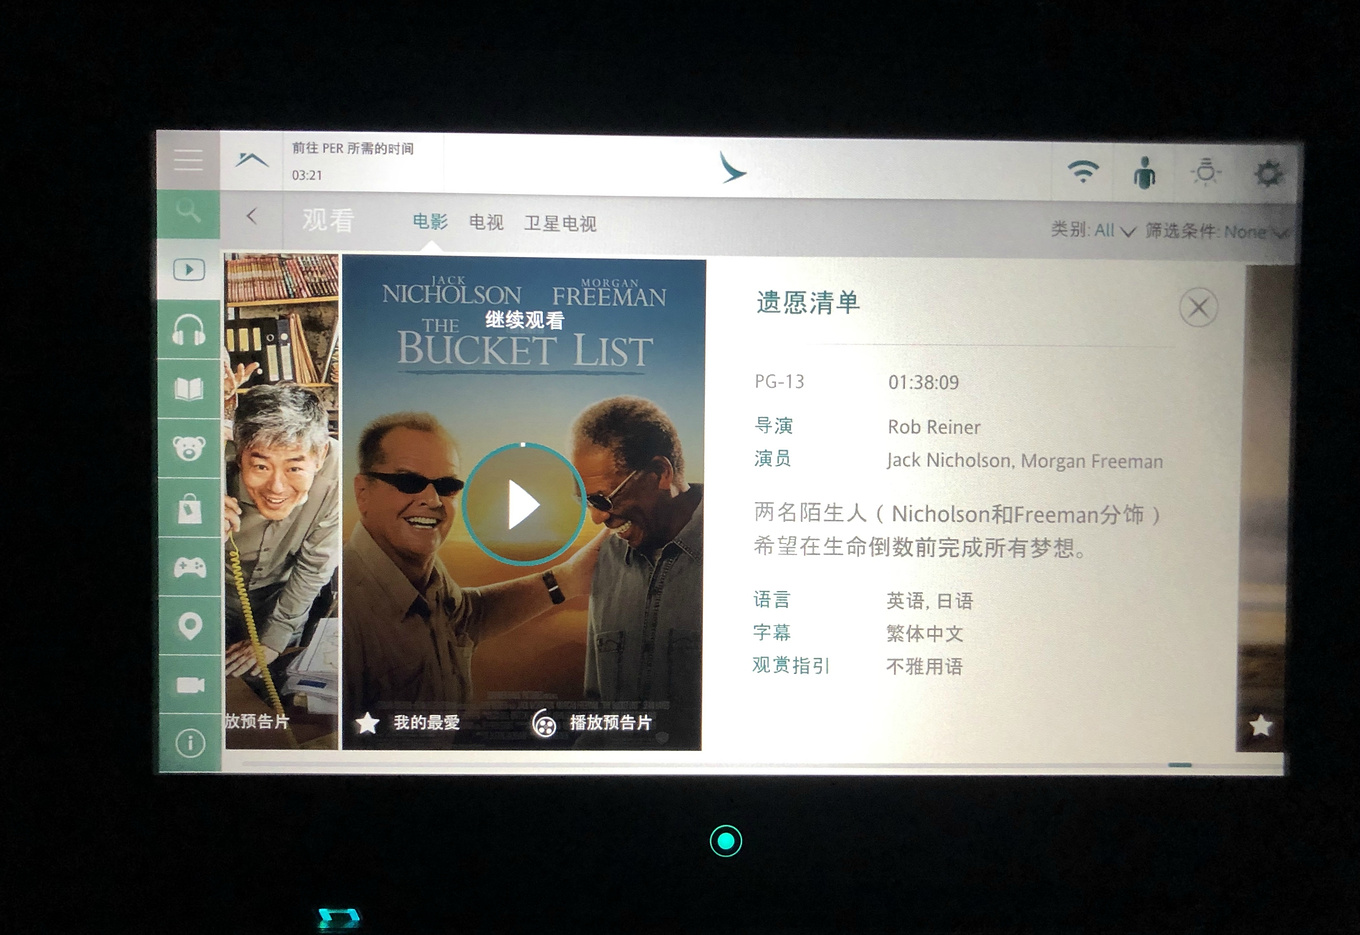 前往 PER 所需的时间
03:21
观看
电影 电视 卫星电视
类别: All 筛选条件: None
放预告片
JACK NICHOLSON
MORGAN FREEMAN
继续观看
THE
BUCKET LIST
我的最愛 播放预告片
遗愿清单
PG-13 01:38:09
导演 Rob Reiner
演员 Jack Nicholson, Morgan Freeman
两名陌生人（Nicholson和Freeman分饰）
希望在生命倒数前完成所有梦想。
语言 英语, 日语
字幕 繁体中文
观赏指引 不雅用语